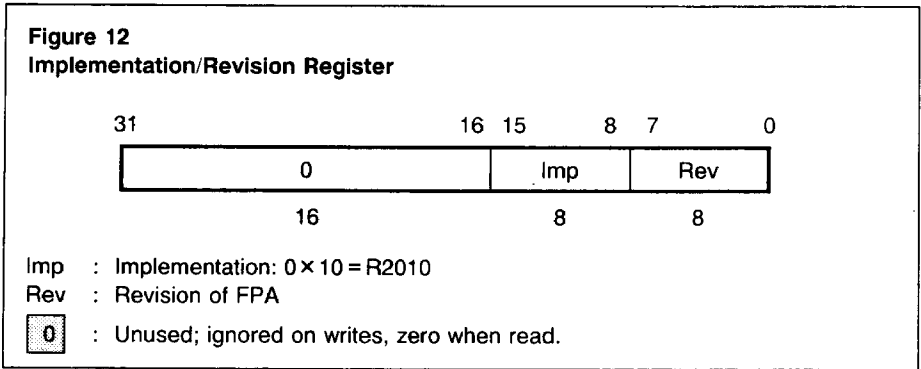 Figure 12
Implementation/Revision Register
31 16 15 8 7 0
0 Imp Rev
16 8 8
Imp : Implementation: 0×10=R2010
Rev : Revision of FPA
0 : Unused; ignored on writes, zero when read.